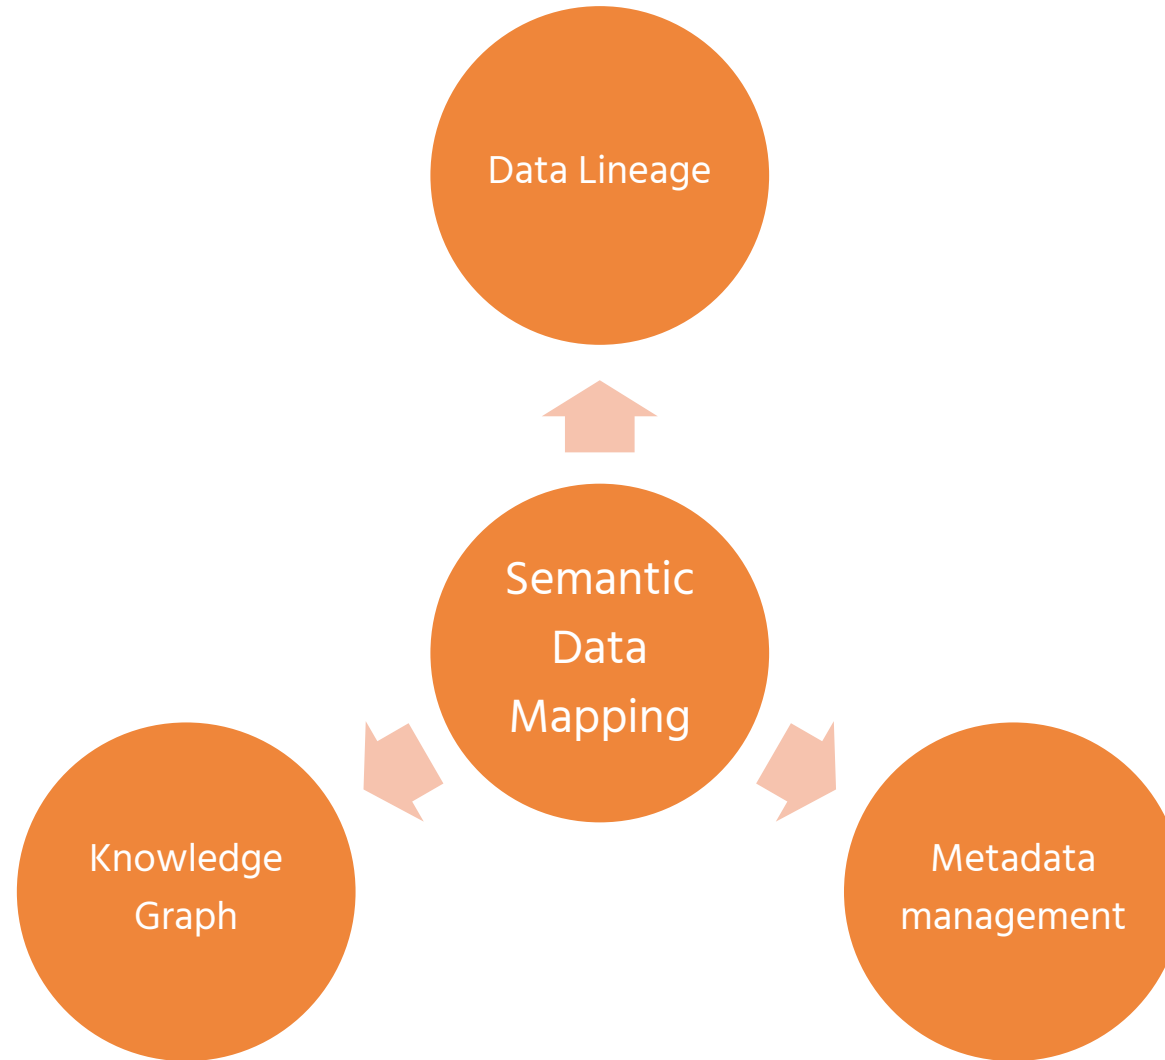 Data Lineage
Semantic
Data
Mapping
Knowledge
Graph
Metadata
management